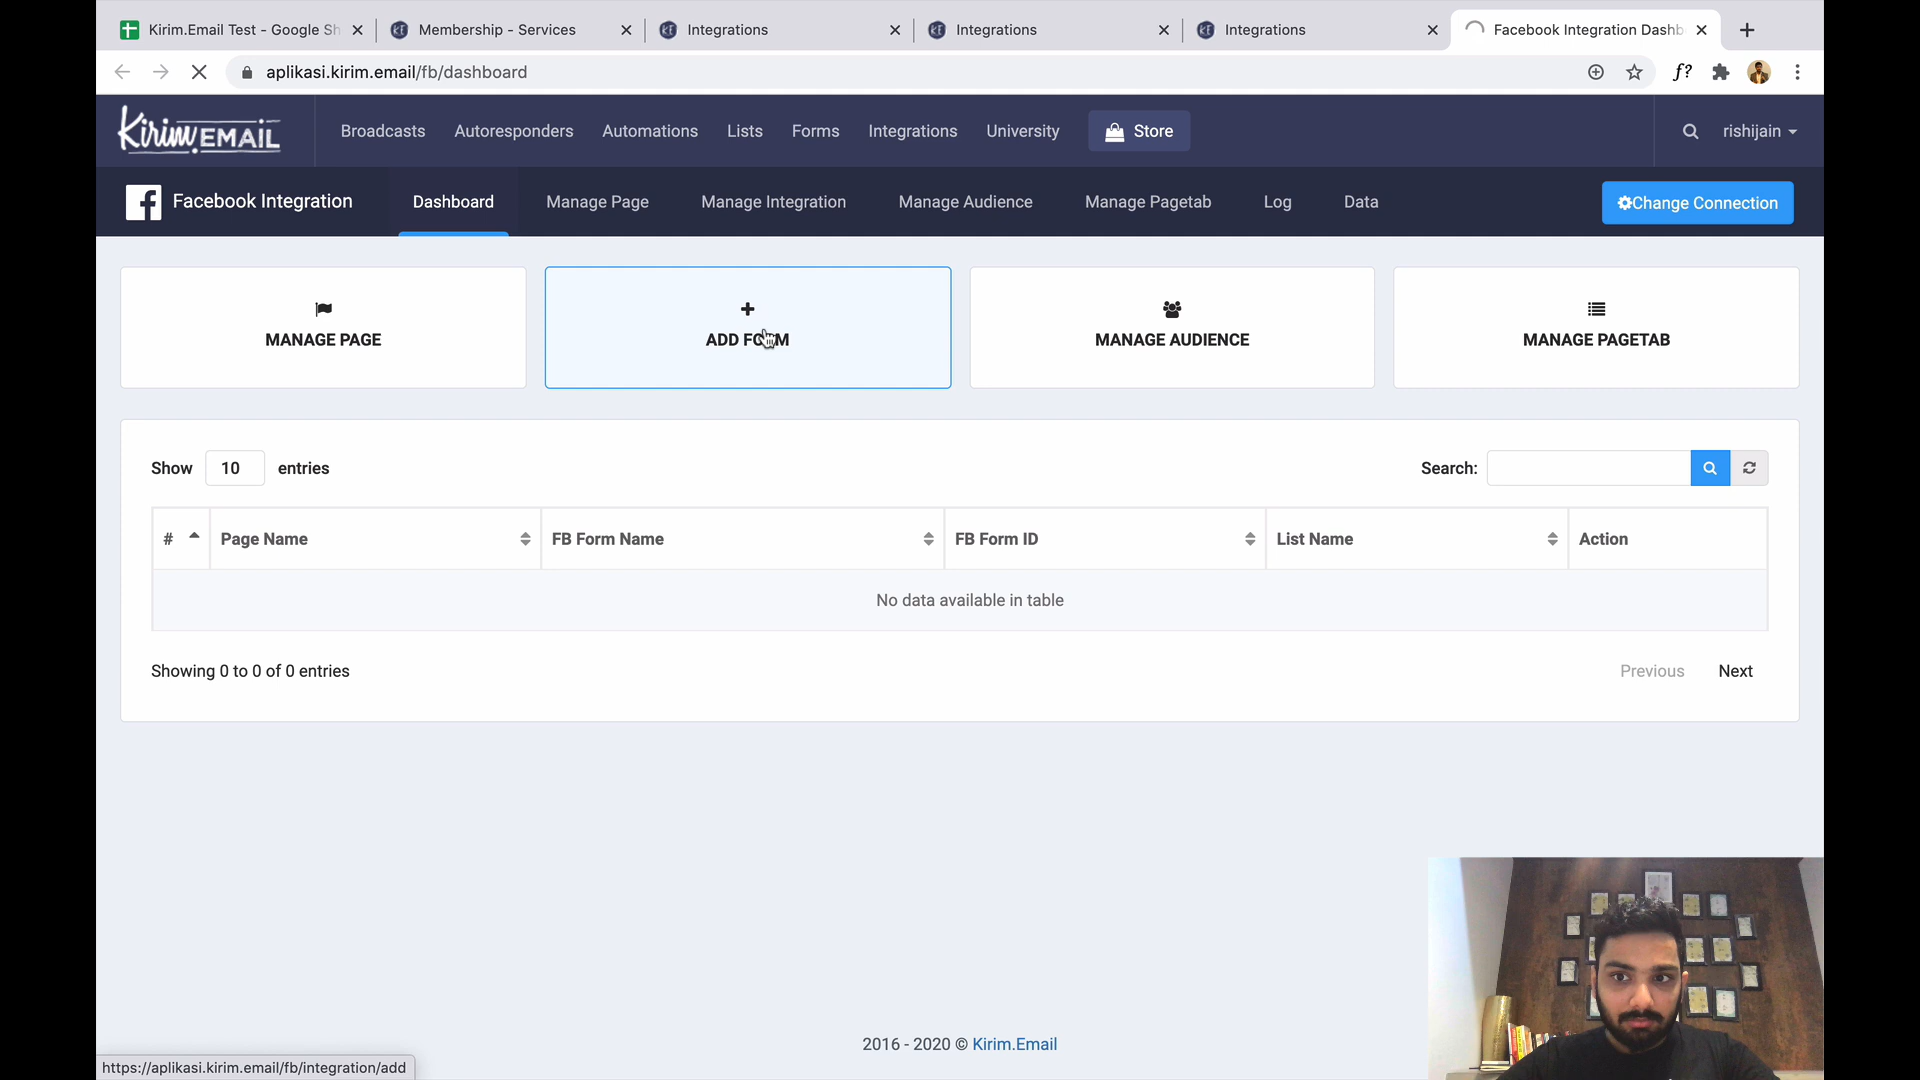 Kirim.Email Test - Google Sh
Membership - Services
Integrations
Integrations
Integrations
Facebook Integration Dashb
aplikasi.kirim.email/fb/dashboard
f?
Kirim.EMAIL
Broadcasts
Autoresponders
Automations
Lists
Forms
Integrations
University
Store
rishijain
Facebook Integration
Dashboard
Manage Page
Manage Integration
Manage Audience
Manage Pagetab
Log
Data
Change Connection
MANAGE PAGE
ADD FORM
MANAGE AUDIENCE
MANAGE PAGETAB
Show 10 entries
Search:
# Page Name FB Form Name FB Form ID List Name Action
No data available in table
Showing 0 to 0 of 0 entries
Previous Next
2016 - 2020 © Kirim.Email
https://aplikasi.kirim.email/fb/integration/add